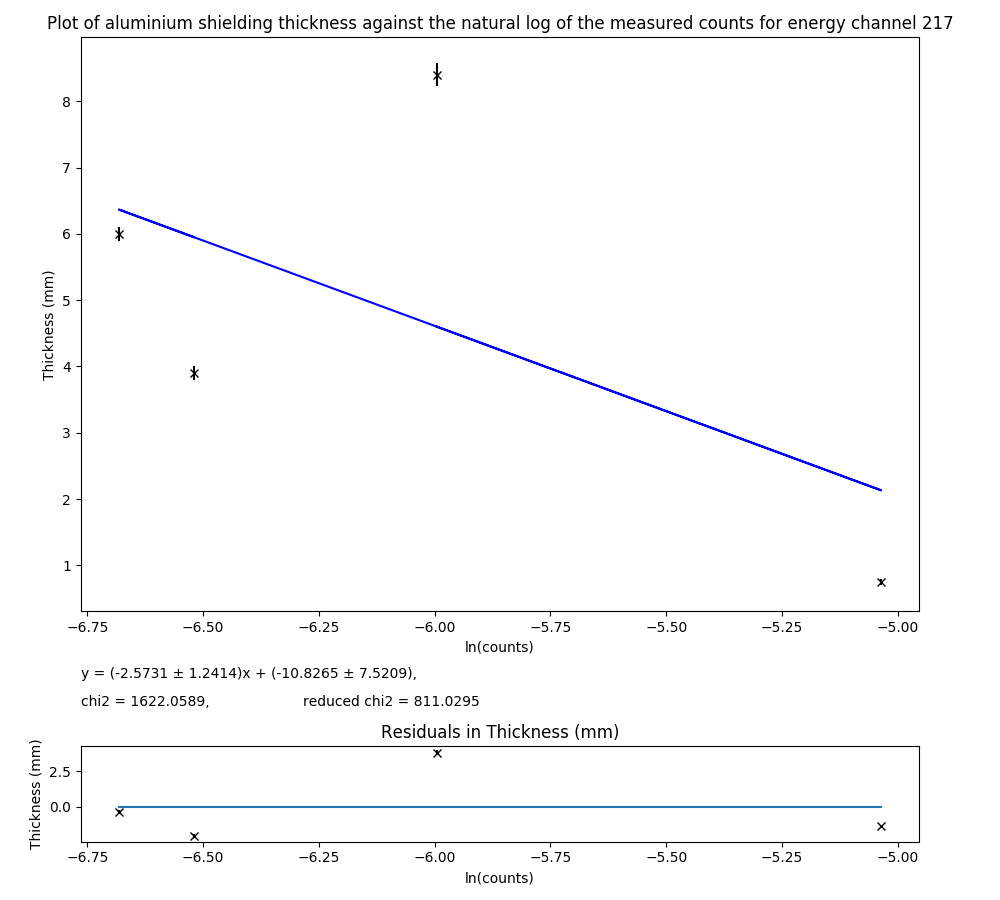 Plot of aluminium shielding thickness against the natural log of the measured counts for energy channel 217
8
7
6
5
4
3
2
1
Thickness (mm)
−6.75 −6.50 −6.25 −6.00 −5.75 −5.50 −5.25 −5.00
ln(counts)
y = (-2.5731 ± 1.2414)x + (-10.8265 ± 7.5209),
chi2 = 1622.0589, reduced chi2 = 811.0295
Residuals in Thickness (mm)
2.5
0.0
Thickness (mm)
−6.75 −6.50 −6.25 −6.00 −5.75 −5.50 −5.25 −5.00
ln(counts)